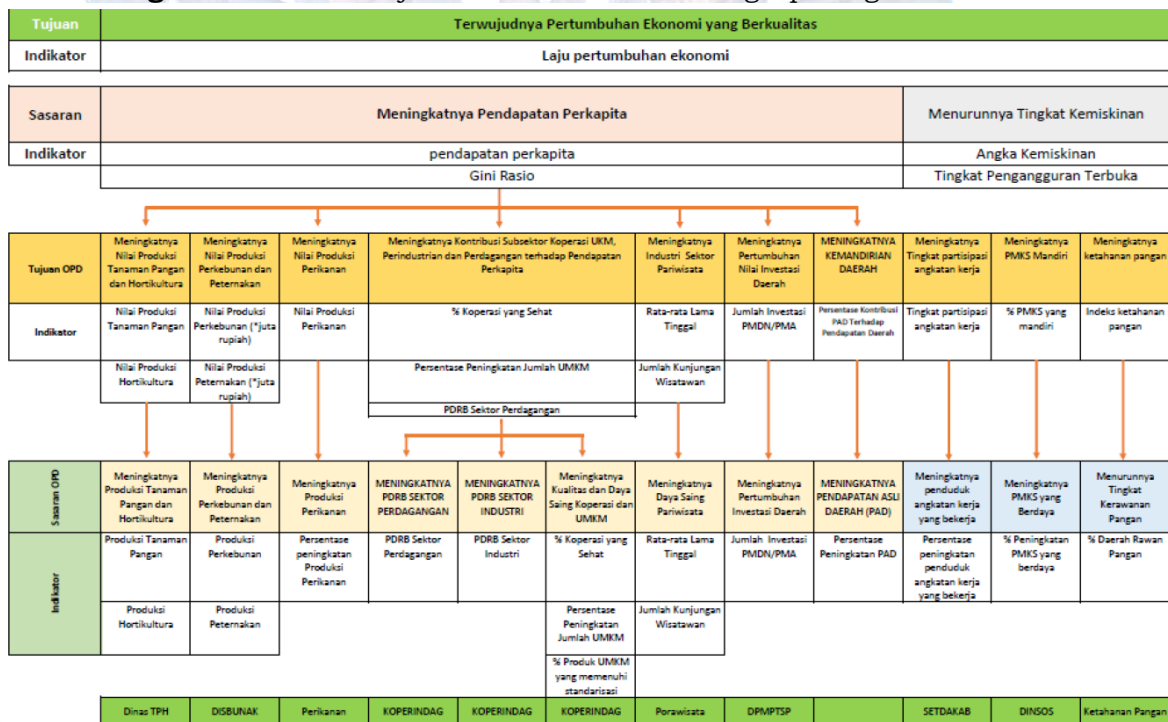 Tujuan
Terwujudnya Pertumbuhan Ekonomi yang Berkualitas
Indikator
Laju pertumbuhan ekonomi
Sasaran
Meningkatnya Pendapatan Perkapita
Menurunnya Tingkat Kemiskinan
Indikator
pendapatan perkapita
Angka Kemiskinan
Gini Rasio
Tingkat Pengangguran Terbuka
Tujuan OPD
Meningkatnya
Nilai Produksi
Tanaman Pangan
dan Hortikultura
Meningkatnya
Nilai Produksi
Perkebunan dan
Peternakan
Meningkatnya
Nilai Produksi
Perikanan
Meningkatnya Kontribusi Subsektor Koperasi UKM,
Perindustrian dan Perdagangan terhadap Pendapatan
Perkapita
Meningkatnya
Industri Sektor
Pariwisata
Meningkatnya
Pertumbuhan
Nilai Investasi
Daerah
MENINGKATNYA
KEMANDIRIAN
DAERAH
Meningkatnya
Tingkat partisipasi
angkatan kerja
Meningkatnya
PMKS Mandiri
Meningkatnya
ketahanan pangan
Indikator
Nilai Produksi
Tanaman Pangan
Nilai Produksi
Perkebunan (*juta
rupiah)
Nilai Produksi
Perikanan
% Koperasi yang Sehat
Rata-rata Lama
Tinggal
Jumlah Investasi
PMDN/PMA
Persentase Kontribusi
PAD Terhadap
Pendapatan Daerah
Tingkat partisipasi
angkatan kerja
% PMKS yang
mandiri
Indeks ketahanan
pangan
Nilai Produksi
Hortikultura
Nilai Produksi
Peternakan (*juta
rupiah)
Persentase Peningkatan Jumlah UMKM
Jumlah Kunjungan
Wisatawan
PDRB Sektor Perdagangan
Sasaran OPD
Meningkatnya
Produksi Tanaman
Pangan dan
Hortikultura
Meningkatnya
Produksi
Perkebunan dan
Peternakan
Meningkatnya
Produksi
Perikanan
MENINGKATNYA
PDRB SEKTOR
PERDAGANGAN
MENINGKATNYA
PDRB SEKTOR
INDUSTRI
Meningkatnya
Kualitas dan Daya
Saing Koperasi dan
UMKM
Meningkatnya
Daya Saing
Pariwisata
Meningkatnya
Pertumbuhan
Investasi Daerah
MENINGKATNYA
PENDAPATAN ASLI
DAERAH (PAD)
Meningkatnya
penduduk
angkatan kerja
yang bekerja
Meningkatnya
PMKS yang
Berdaya
Menurunnya
Tingkat
Kerawanan
Pangan
Indikator
Produksi Tanaman
Pangan
Produksi
Perkebunan
Persentase
peningkatan
Produksi
Perikanan
PDRB Sektor
Perdagangan
PDRB Sektor
Industri
% Koperasi yang
Sehat
Rata-rata Lama
Tinggal
Jumlah Investasi
PMDN/PMA
Persentase
Peningkatan PAD
Persentase
peningkatan
penduduk
angkatan kerja
yang bekerja
% Peningkatan
PMKS yang
berdaya
% Daerah Rawan
Pangan
Produksi
Hortikultura
Produksi
Peternakan
Persentase
Peningkatan
Jumlah UMKM
Jumlah Kunjungan
Wisatawan
% Produk UMKM
yang memenuhi
standarisasi
Dinas TPH
DISBUNAK
Perikanan
KOPERINDAG
KOPERINDAG
KOPERINDAG
Porawisata
DPMPTSP
SETDAKAB
DINSOS
Ketahanan Pangan